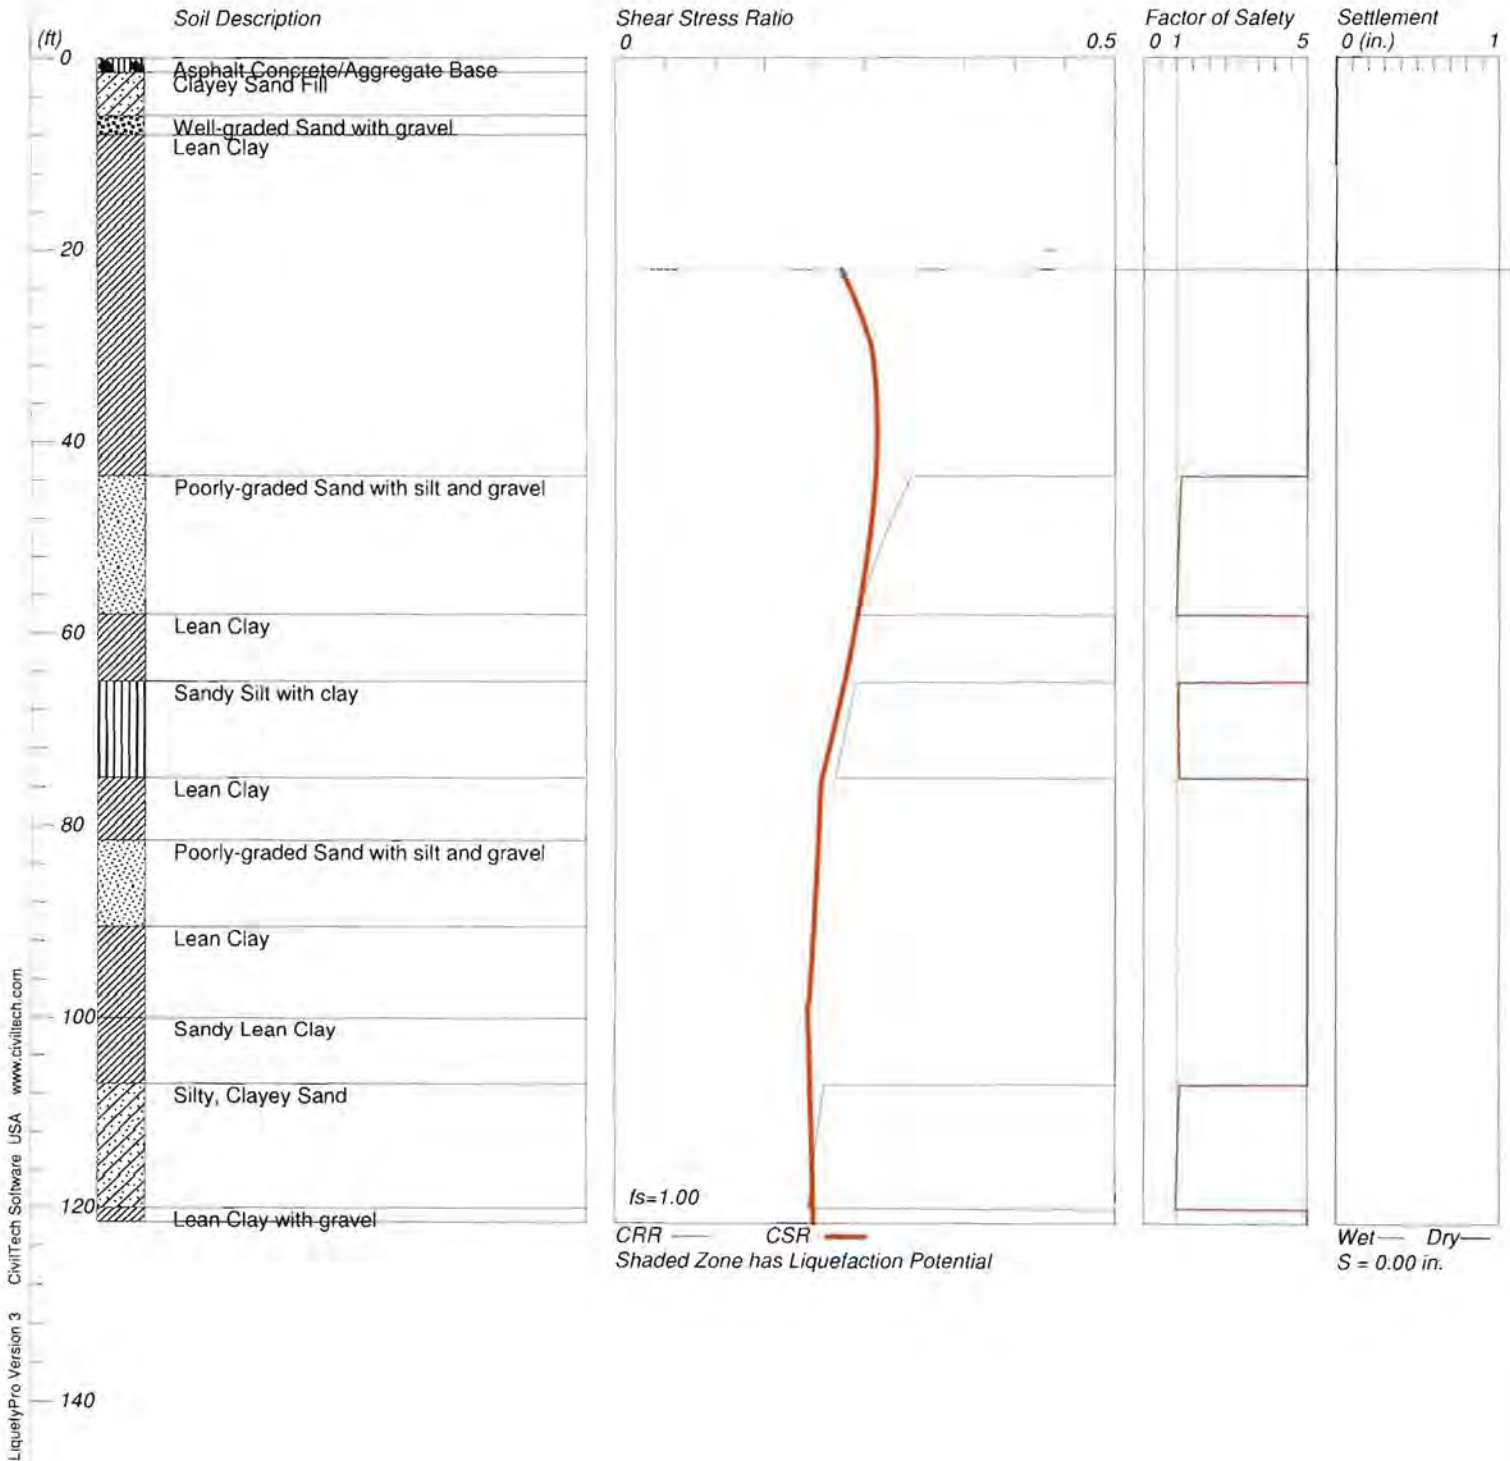 Soil Description
Shear Stress Ratio
Factor of Safety
Settlement
(ft)
0
0.5
0 1 5
0 (in.) 1
0
Asphalt Concrete/Aggregate Base
Clayey Sand Fill
Well-graded Sand with gravel
Lean Clay
20
40
Poorly-graded Sand with silt and gravel
60
Lean Clay
Sandy Silt with clay
Lean Clay
80
Poorly-graded Sand with silt and gravel
Lean Clay
100
Sandy Lean Clay
Silty, Clayey Sand
120
Lean Clay with gravel
fs=1.00
CRR CSR
Shaded Zone has Liquefaction Potential
Wet Dry
S = 0.00 in.
140
LiquefyPro Version 3 CivilTech Software USA www.civiltech.com